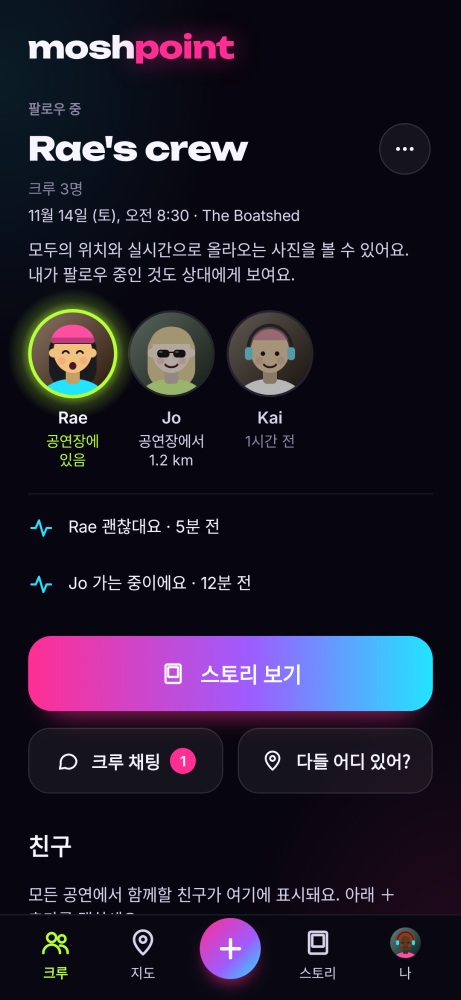 moshpoint
팔로우 중
Rae's crew
크루 3명
11월 14일 (토), 오전 8:30 · The Boatshed
모두의 위치와 실시간으로 올라오는 사진을 볼 수 있어요.
내가 팔로우 중인 것도 상대에게 보여요.
Rae
공연장에
있음
Jo
공연장에서
1.2 km
Kai
1시간 전
Rae 괜찮대요 · 5분 전
Jo 가는 중이에요 · 12분 전
스토리 보기
크루 채팅 1
다들 어디 있어?
친구
모든 공연에서 함께할 친구가 여기에 표시돼요. 아래 +
크루
지도
스토리
나